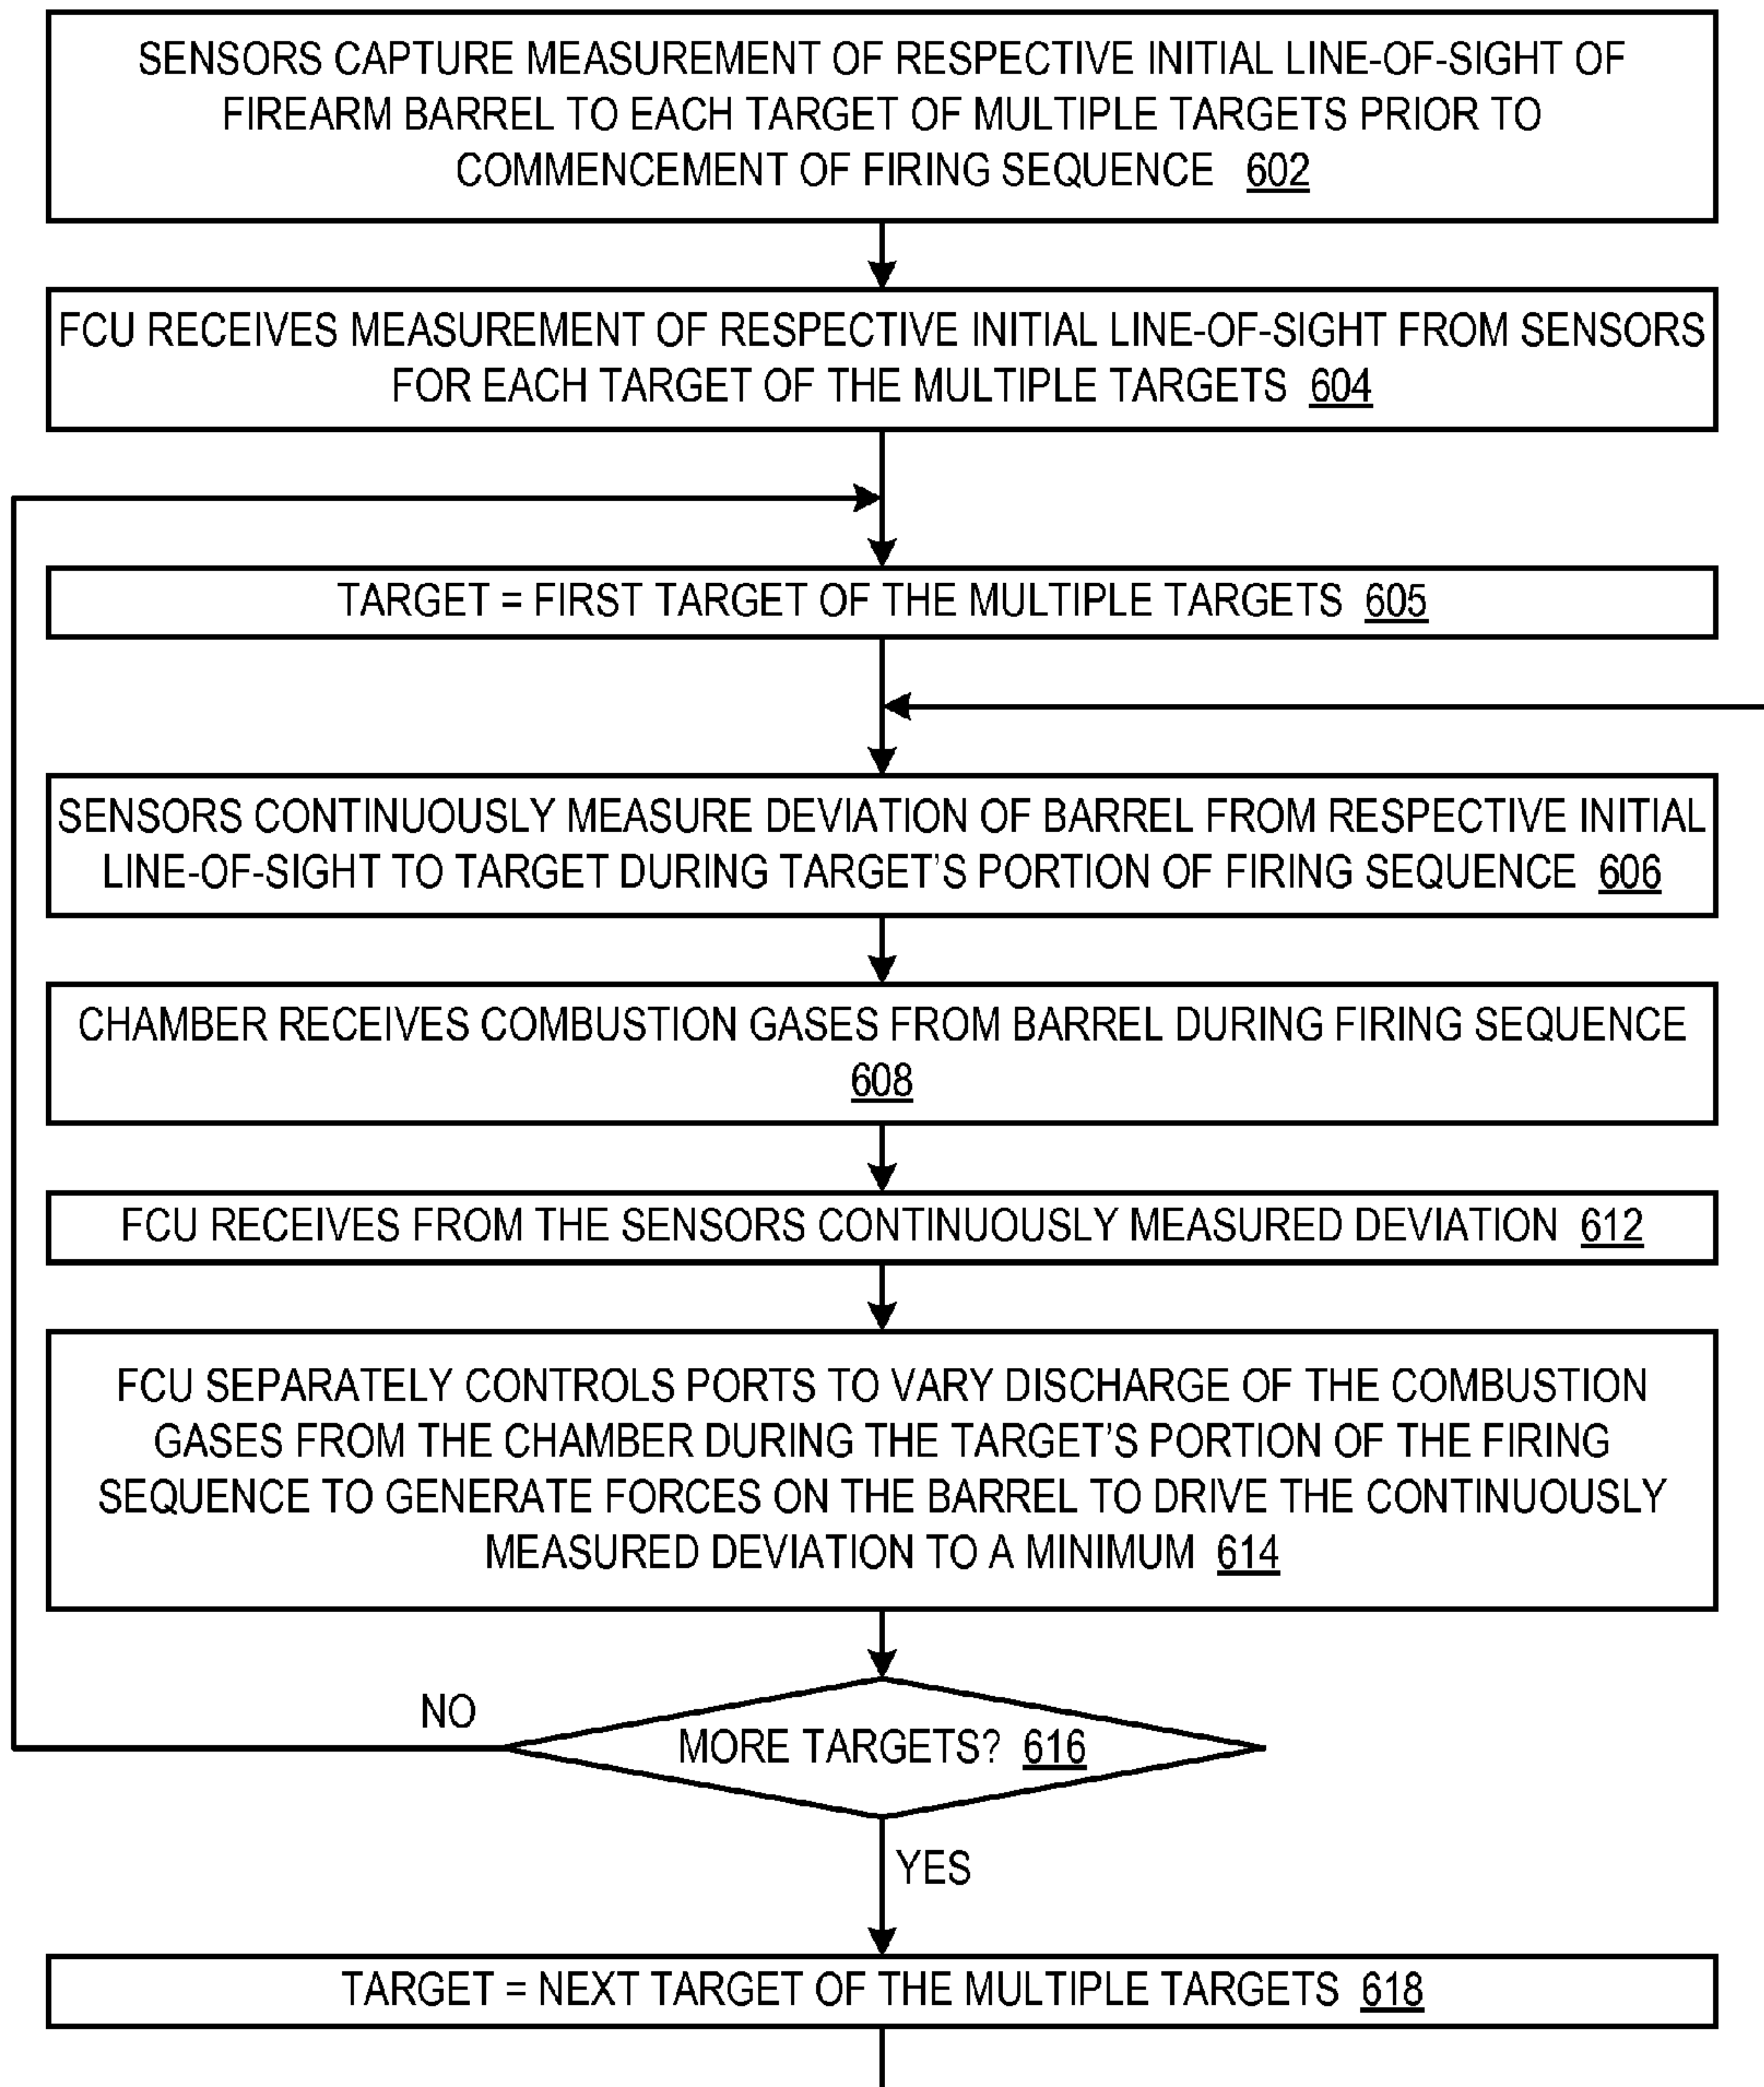 SENSORS CAPTURE MEASUREMENT OF RESPECTIVE INITIAL LINE-OF-SIGHT OF
FIREARM BARREL TO EACH TARGET OF MULTIPLE TARGETS PRIOR TO
COMMENCEMENT OF FIRING SEQUENCE 602
FCU RECEIVES MEASUREMENT OF RESPECTIVE INITIAL LINE-OF-SIGHT FROM SENSORS
FOR EACH TARGET OF THE MULTIPLE TARGETS 604
TARGET = FIRST TARGET OF THE MULTIPLE TARGETS 605
SENSORS CONTINUOUSLY MEASURE DEVIATION OF BARREL FROM RESPECTIVE INITIAL
LINE-OF-SIGHT TO TARGET DURING TARGET'S PORTION OF FIRING SEQUENCE 606
CHAMBER RECEIVES COMBUSTION GASES FROM BARREL DURING FIRING SEQUENCE
608
FCU RECEIVES FROM THE SENSORS CONTINUOUSLY MEASURED DEVIATION 612
FCU SEPARATELY CONTROLS PORTS TO VARY DISCHARGE OF THE COMBUSTION
GASES FROM THE CHAMBER DURING THE TARGET'S PORTION OF THE FIRING
SEQUENCE TO GENERATE FORCES ON THE BARREL TO DRIVE THE CONTINUOUSLY
MEASURED DEVIATION TO A MINIMUM 614
NO
MORE TARGETS? 616
YES
TARGET = NEXT TARGET OF THE MULTIPLE TARGETS 618